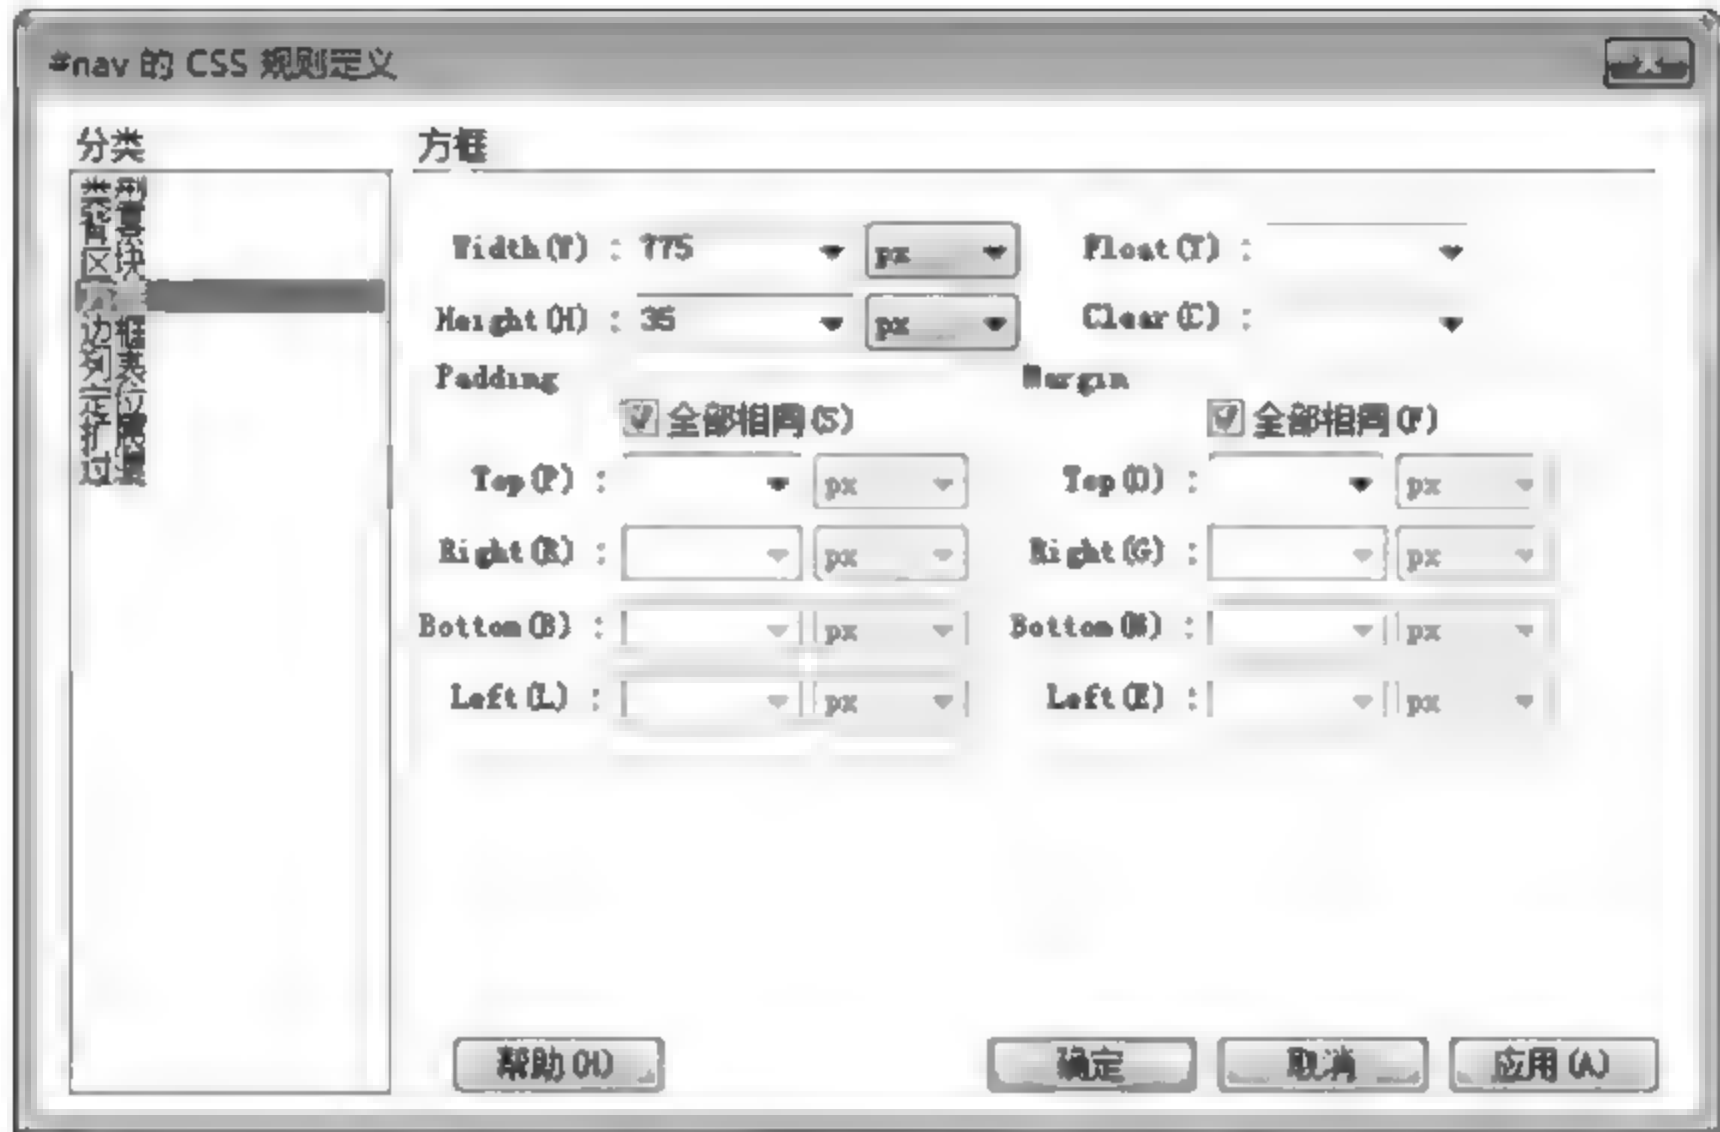 #nav 的 CSS 规则定义
分类
类型
背景
区块
方框
边框
列表
定位
扩展
过渡
方框
Width(W) : 775 px Float(T) :
Height(H) : 35 px Clear(C) :
Padding Margin
全部相同(S) 全部相同(F)
Top(P) : px Top(O) : px
Right(R) : px Right(G) : px
Bottom(B) : px Bottom(M) : px
Left(L) : px Left(E) : px
帮助(H) 确定 取消 应用(A)